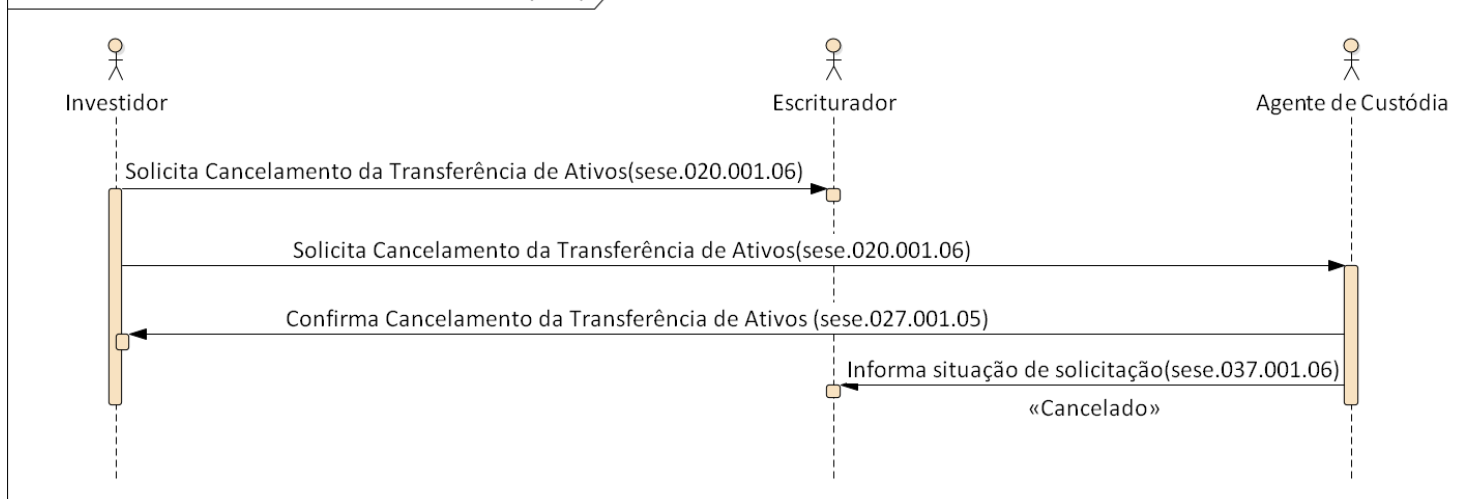 Investidor
Escriturador
Agente de Custódia
Solicita Cancelamento da Transferência de Ativos(sese.020.001.06)
Solicita Cancelamento da Transferência de Ativos(sese.020.001.06)
Confirma Cancelamento da Transferência de Ativos (sese.027.001.05)
Informa situação de solicitação(sese.037.001.06)
«Cancelado»